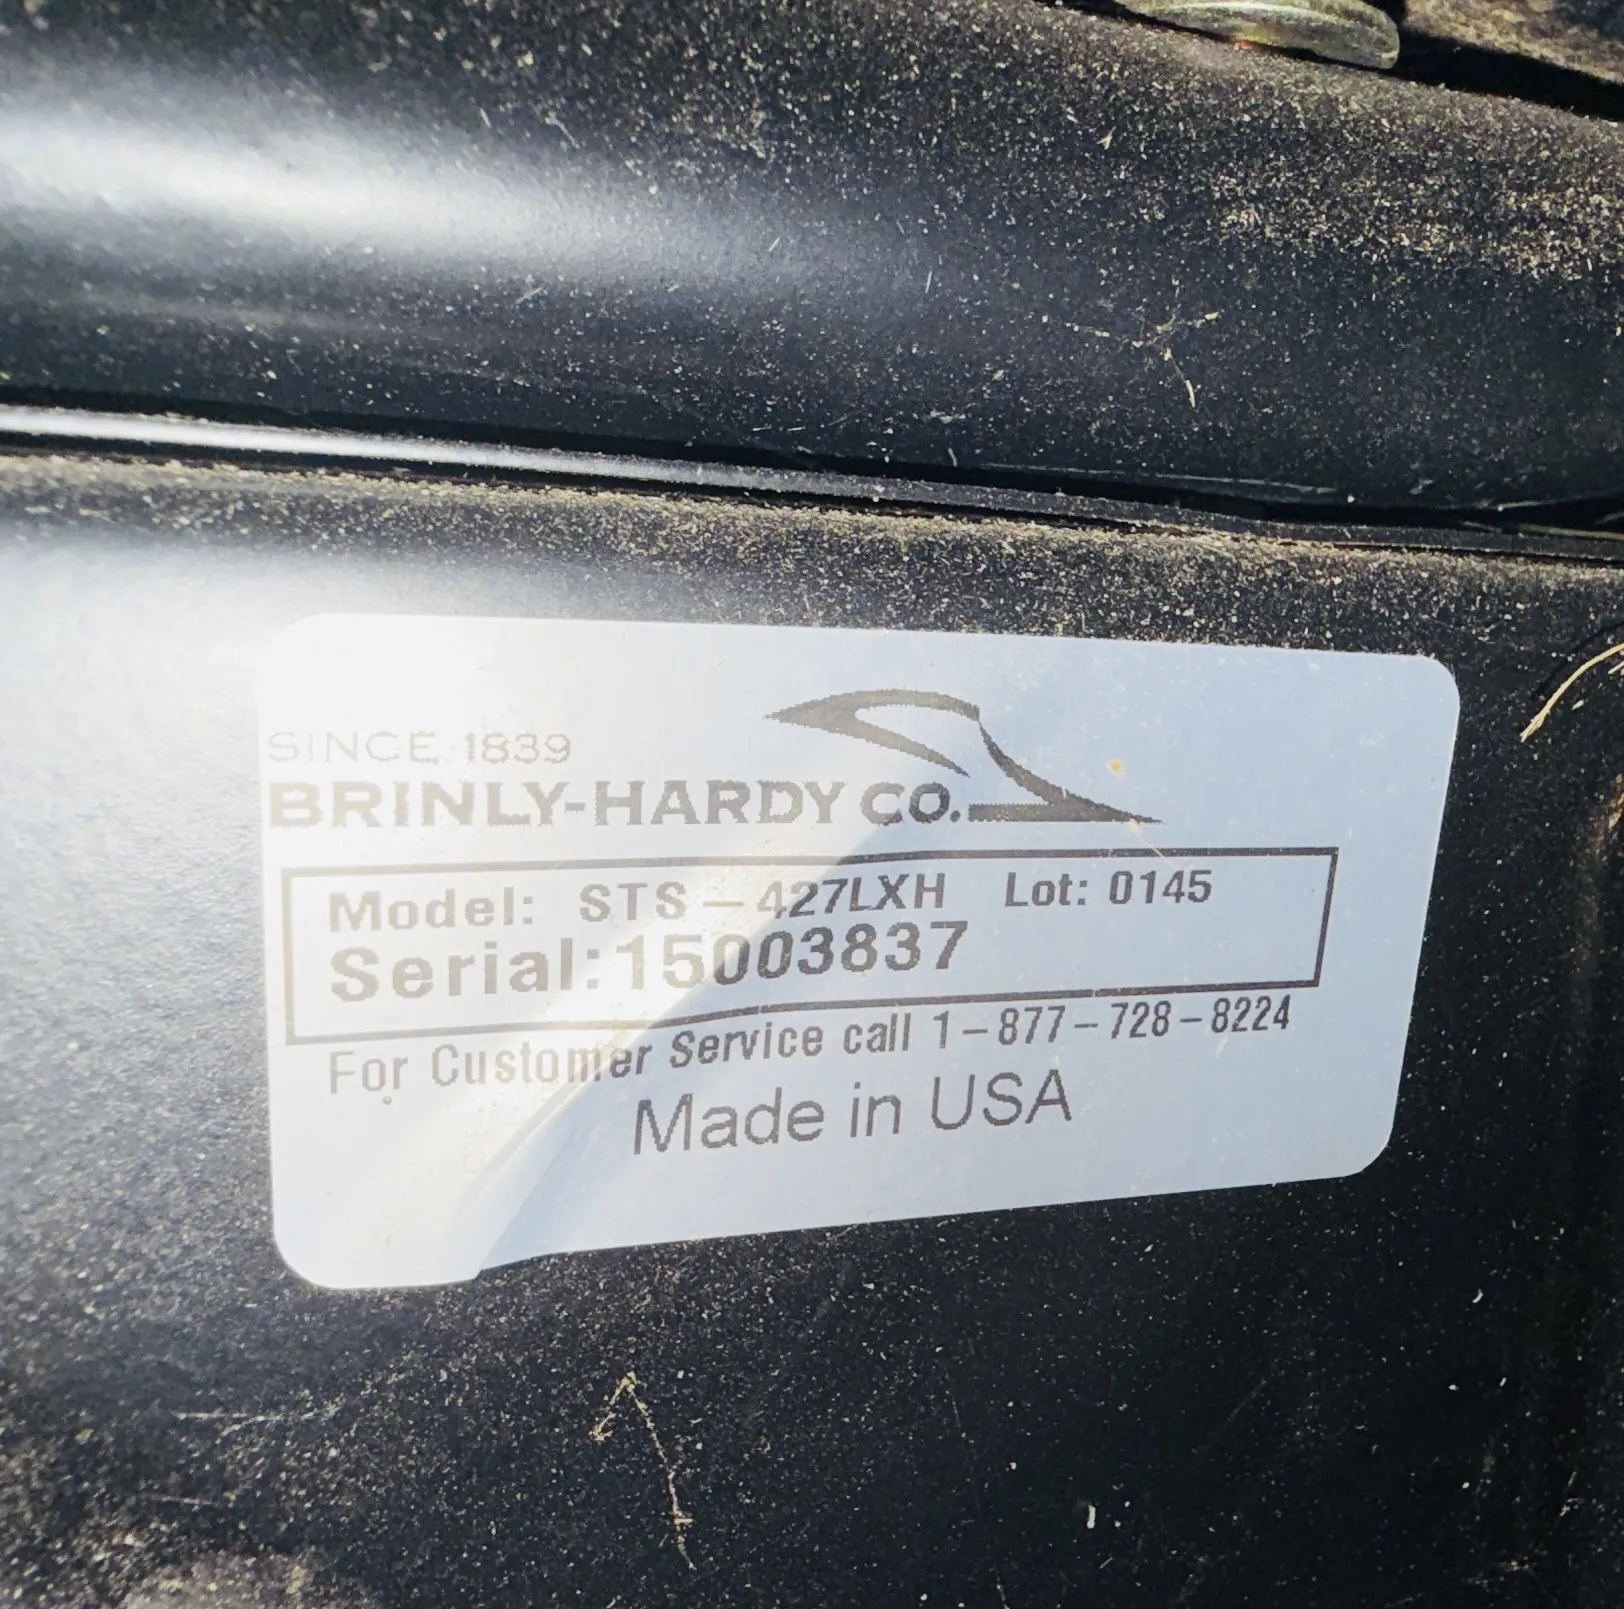 SINCE 1839
BRINLY-HARDY CO.
Model: STS - 427LXH Lot: 0145
Serial:15003837
For Customer Service call 1-877-728-8224
Made in USA